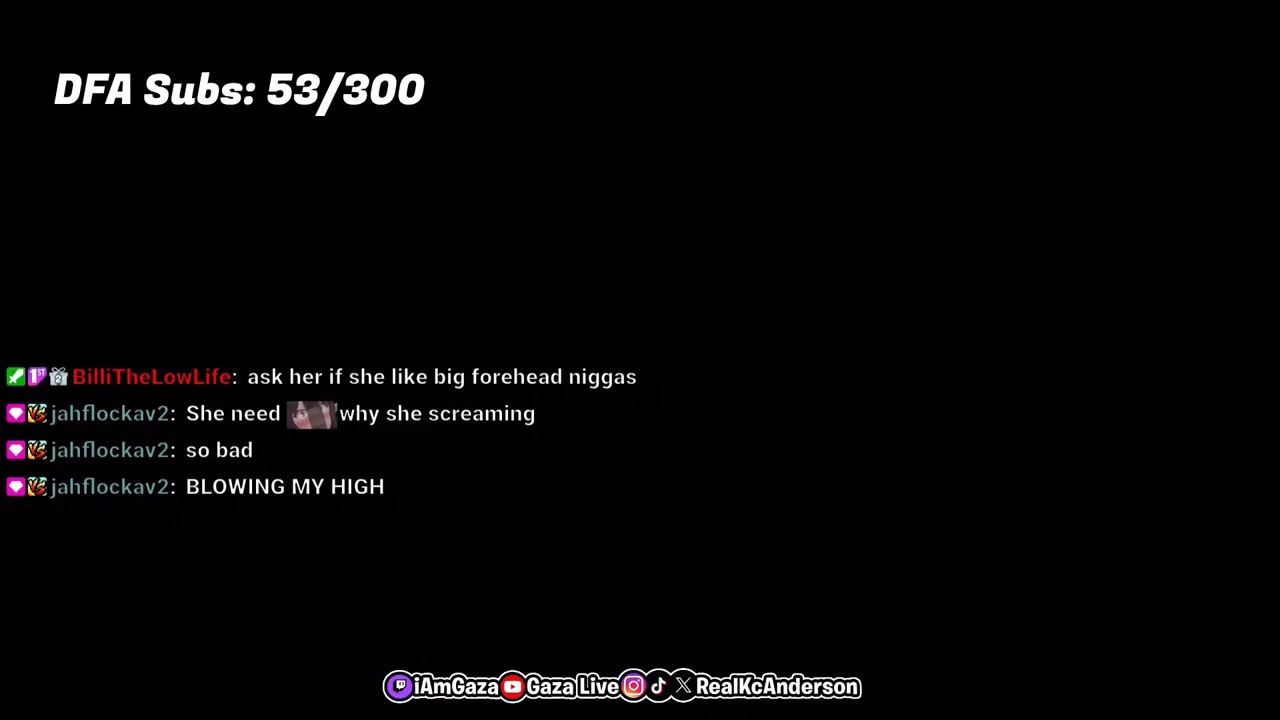 DFA Subs: 53/300
BilliTheLowLife: ask her if she like big forehead niggas
jahflockav2: She need why she screaming
jahflockav2: so bad
jahflockav2: BLOWING MY HIGH
iAmGaza Gaza Live RealKcAnderson